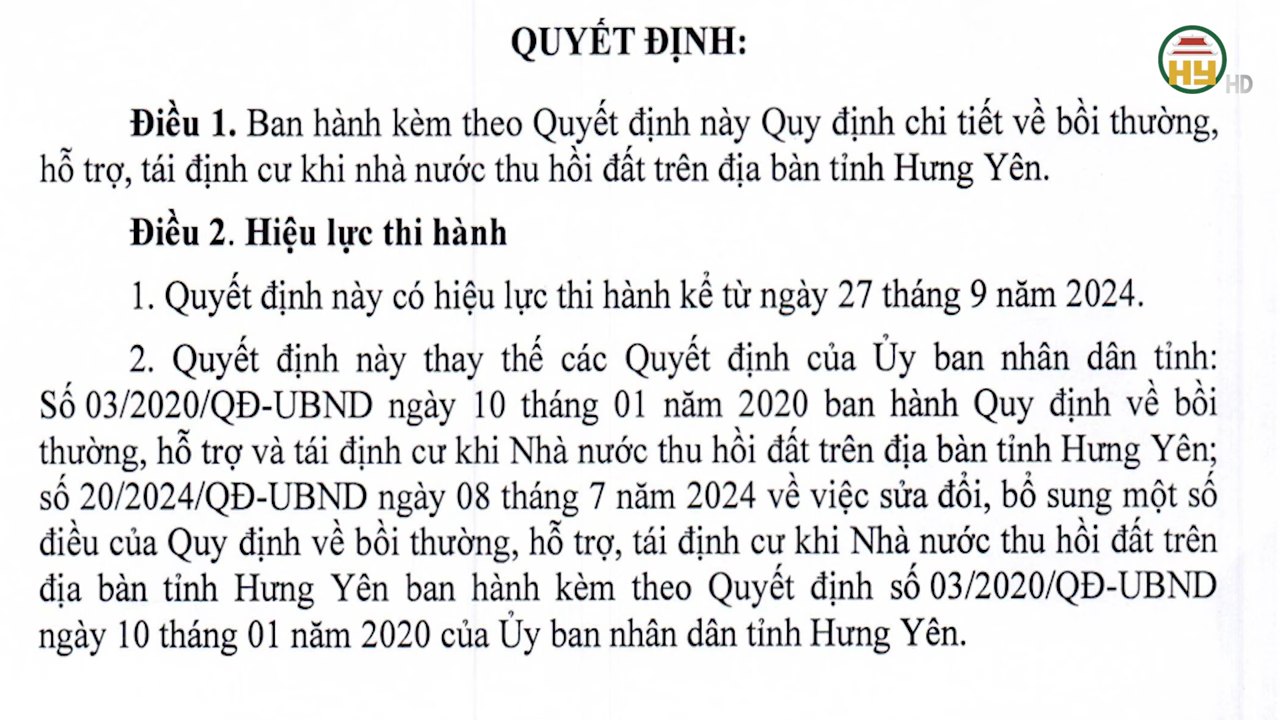 QUYẾT ĐỊNH:
HY HD
Điều 1. Ban hành kèm theo Quyết định này Quy định chi tiết về bồi thường,
hỗ trợ, tái định cư khi nhà nước thu hồi đất trên địa bàn tỉnh Hưng Yên.
Điều 2. Hiệu lực thi hành
1. Quyết định này có hiệu lực thi hành kể từ ngày 27 tháng 9 năm 2024.
2. Quyết định này thay thế các Quyết định của Ủy ban nhân dân tỉnh:
Số 03/2020/QĐ-UBND ngày 10 tháng 01 năm 2020 ban hành Quy định về bồi
thường, hỗ trợ và tái định cư khi Nhà nước thu hồi đất trên địa bàn tỉnh Hưng Yên;
số 20/2024/QĐ-UBND ngày 08 tháng 7 năm 2024 về việc sửa đổi, bổ sung một số
điều của Quy định về bồi thường, hỗ trợ, tái định cư khi Nhà nước thu hồi đất trên
địa bàn tỉnh Hưng Yên ban hành kèm theo Quyết định số 03/2020/QĐ-UBND
ngày 10 tháng 01 năm 2020 của Ủy ban nhân dân tỉnh Hưng Yên.